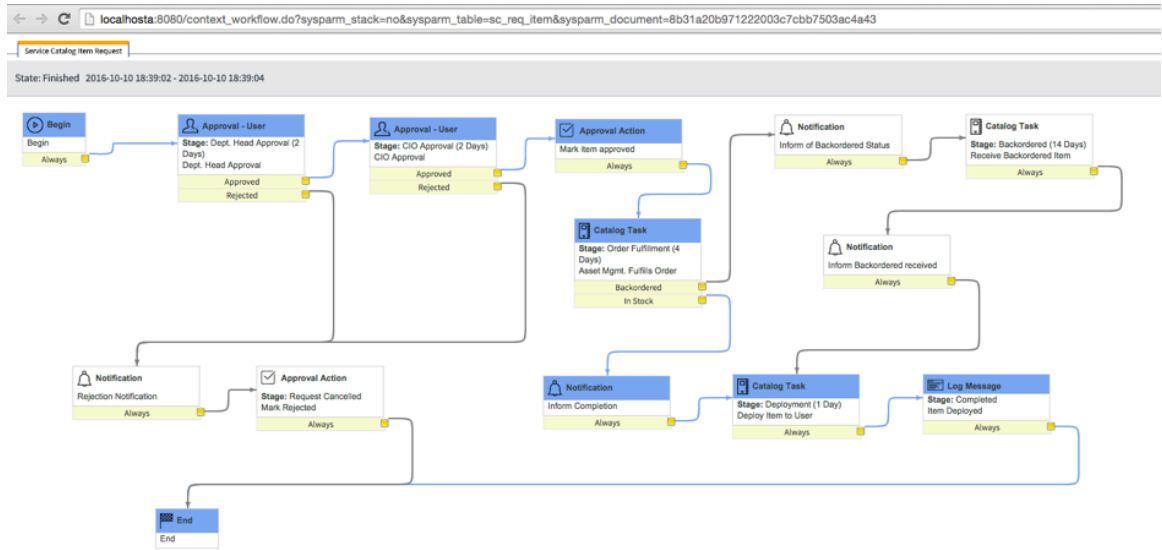 localhosta:8080/context_workflow.do?sysparm_stack=no&sysparm_table=sc_req_item&sysparm_document=8b31a20b971222003c7cbb7503ac4a43
Service Catalog Item Request
State: Finished 2016-10-10 18:39:02 - 2016-10-10 18:39:04
Begin
Begin
Always
Approval - User
Stage: Dept. Head Approval (2
Days)
Dept. Head Approval
Approved
Rejected
Approval - User
Stage: CIO Approval (2 Days)
CIO Approval
Approved
Rejected
Approval Action
Mark item approved
Always
Notification
Inform of Backordered Status
Always
Catalog Task
Stage: Backordered (14 Days)
Receive Backordered Item
Always
Catalog Task
Stage: Order Fulfillment (4
Days)
Asset Mgmt. Fulfills Order
Backordered
In Stock
Notification
Inform Backordered received
Always
Notification
Rejection Notification
Always
Approval Action
Stage: Request Cancelled
Mark Rejected
Always
Notification
Inform Completion
Always
Catalog Task
Stage: Deployment (1 Day)
Deploy Item to User
Always
Log Message
Stage: Completed
Item Deployed
Always
End
End